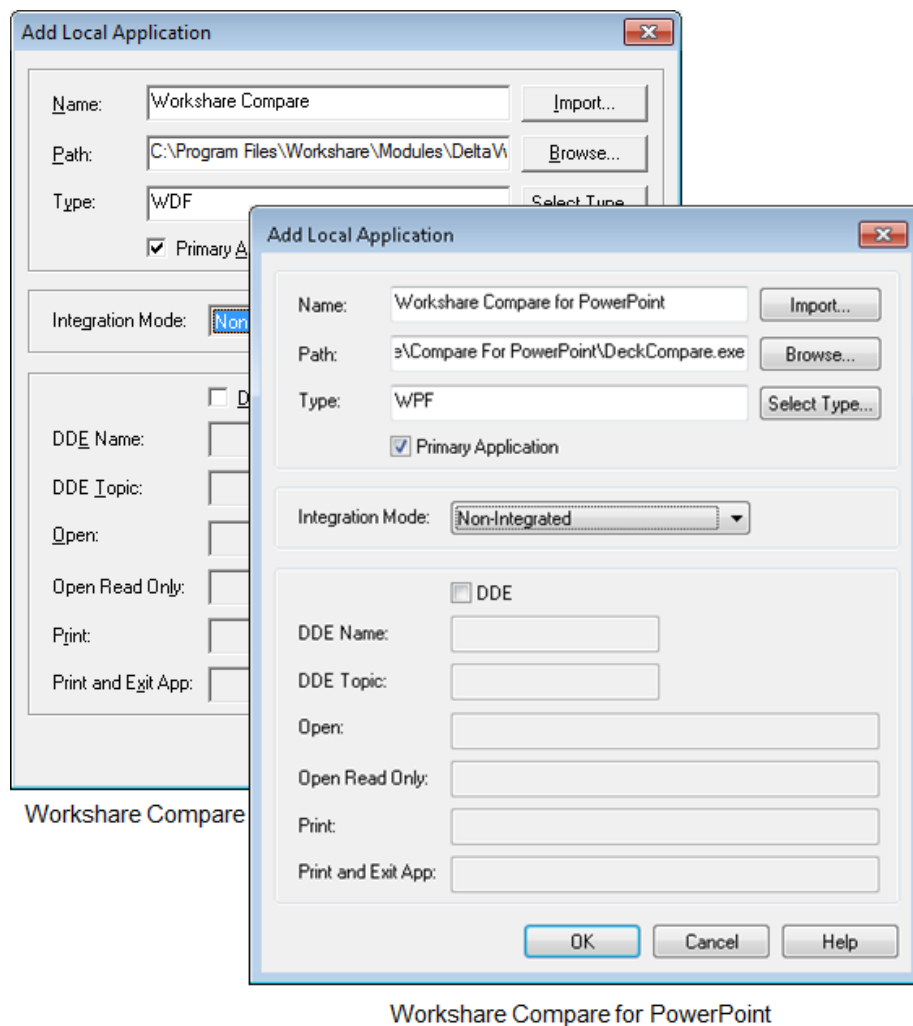 Add Local Application
Name: Workshare Compare Import...
Path: C:\Program Files\Workshare\Modules\DeltaV Browse...
Type: WDF Select Type...
Primary A
Integration Mode: Non
D
DDE Name:
DDE Topic:
Open:
Open Read Only:
Print:
Print and Exit App:
Workshare Compare
Add Local Application
Name: Workshare Compare for PowerPoint Import...
Path: e\Compare For PowerPoint\DeckCompare.exe Browse...
Type: WPF Select Type...
Primary Application
Integration Mode: Non-Integrated
DDE
DDE Name:
DDE Topic:
Open:
Open Read Only:
Print:
Print and Exit App:
OK Cancel Help
Workshare Compare for PowerPoint